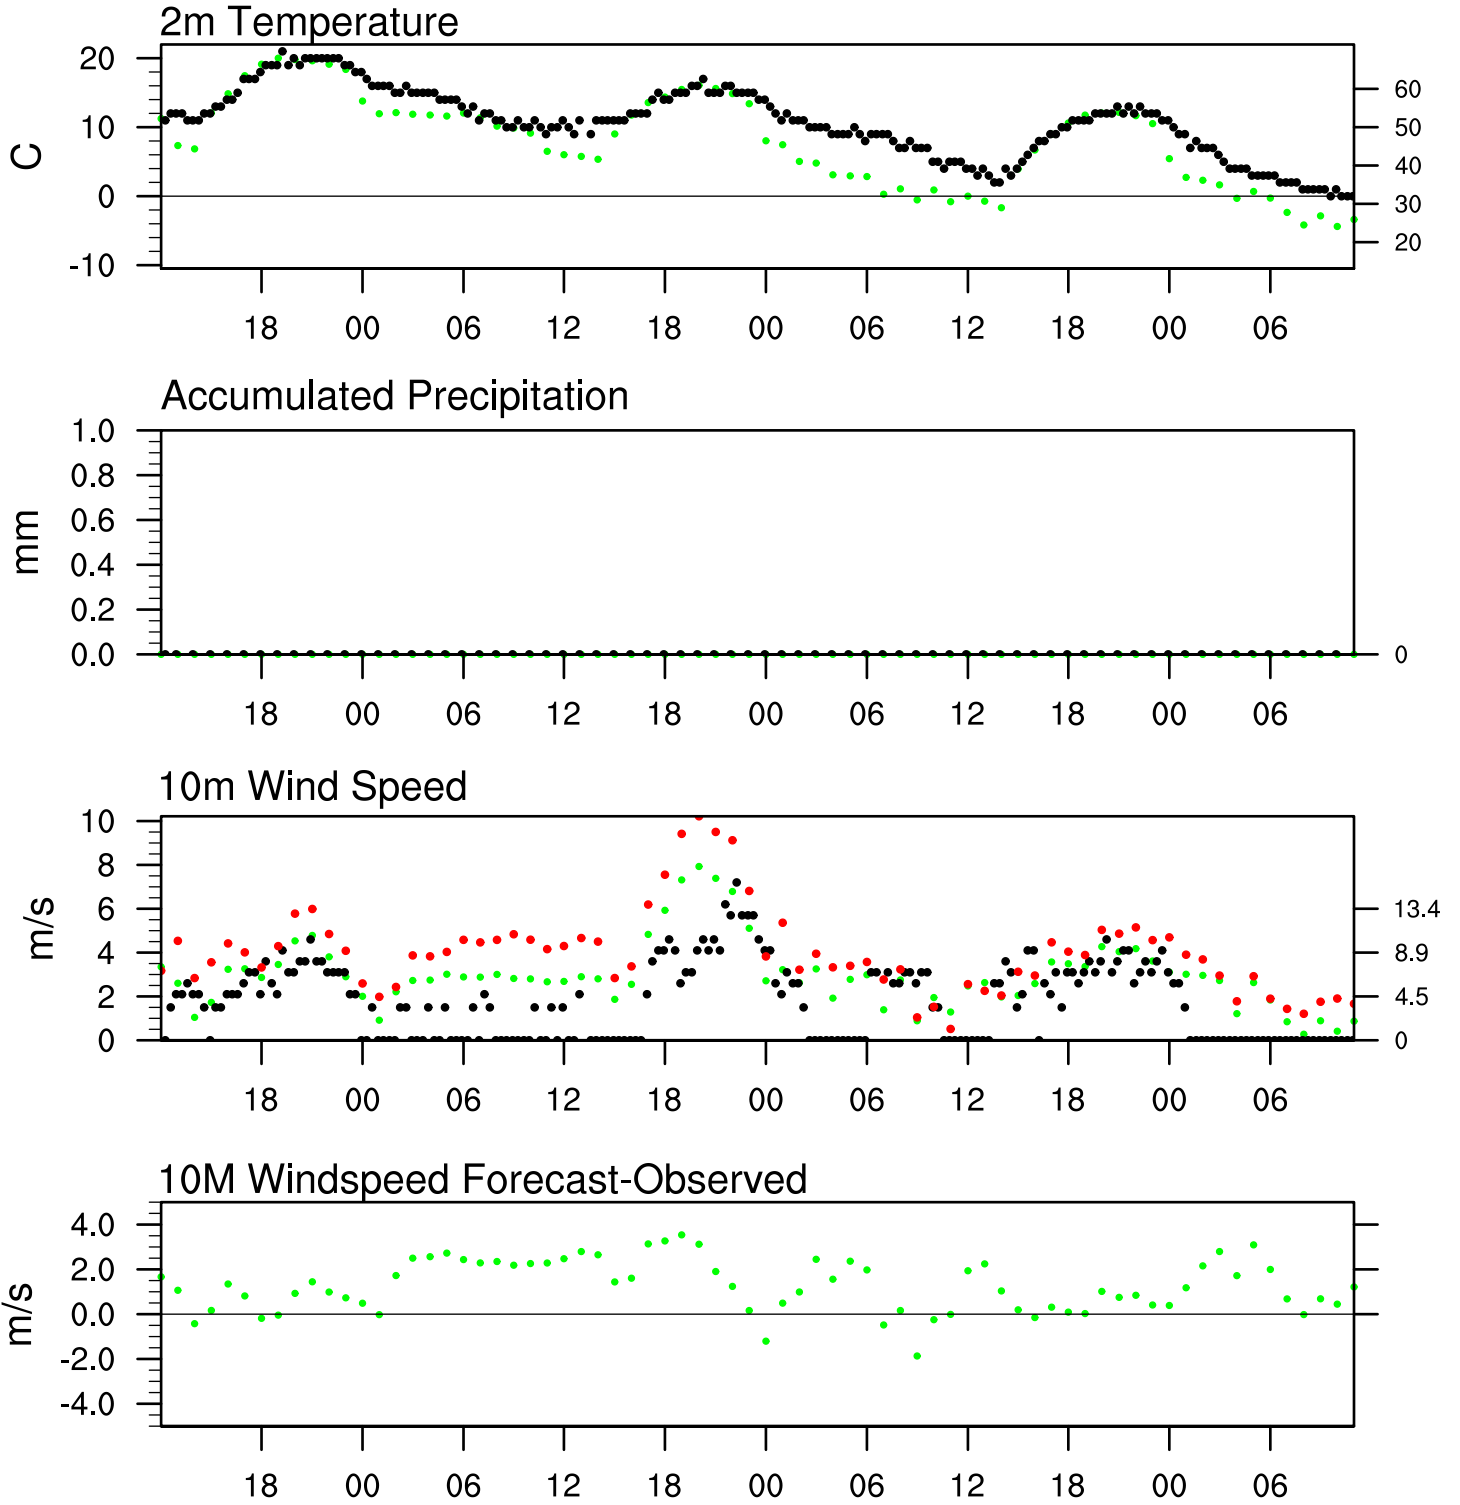 2m Temperature
20
10
0
-10
C
60
50
40
30
20
18 00 06 12 18 00 06 12 18 00 06
Accumulated Precipitation
1.0
0.8
0.6
0.4
0.2
0.0
mm
0
18 00 06 12 18 00 06 12 18 00 06
10m Wind Speed
10
8
6
4
2
0
m/s
13.4
8.9
4.5
0
18 00 06 12 18 00 06 12 18 00 06
10M Windspeed Forecast-Observed
4.0
2.0
0.0
-2.0
-4.0
m/s
18 00 06 12 18 00 06 12 18 00 06